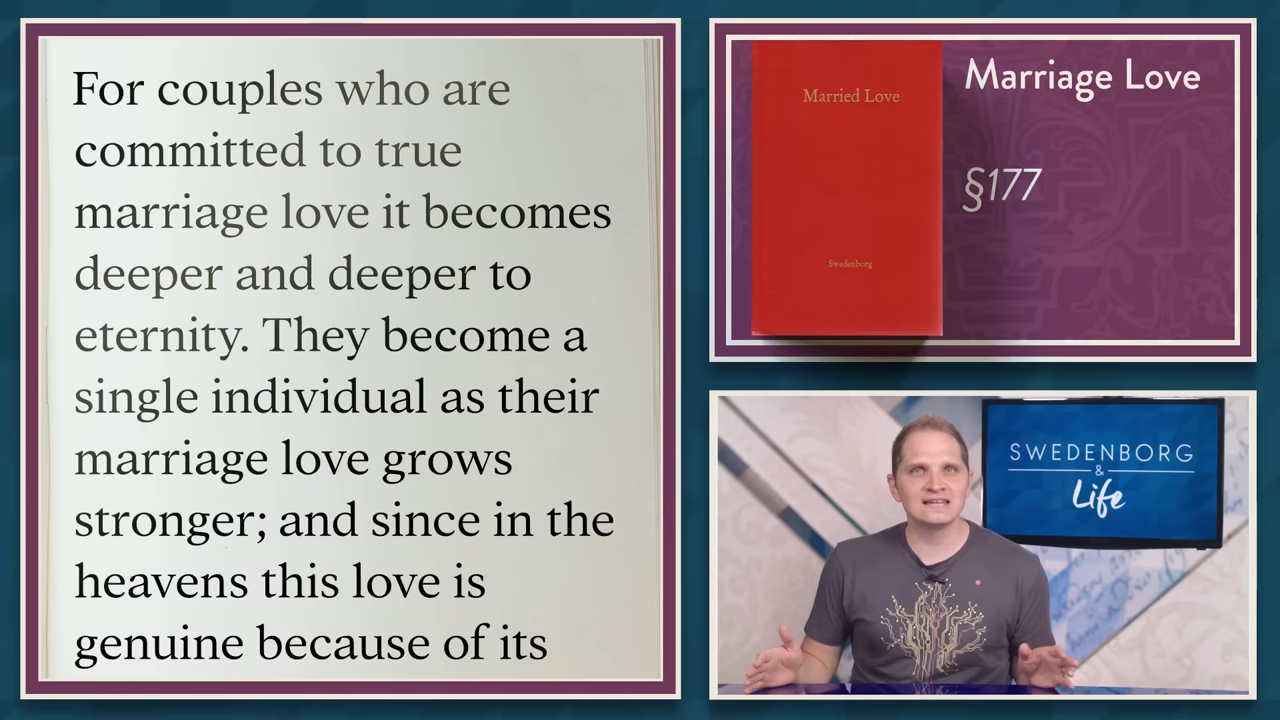 For couples who are
committed to true
marriage love it becomes
deeper and deeper to
eternity. They become a
single individual as their
marriage love grows
stronger; and since in the
heavens this love is
genuine because of its
Married Love
Swedenborg
Marriage Love
§177
SWEDENBORG
&
Life